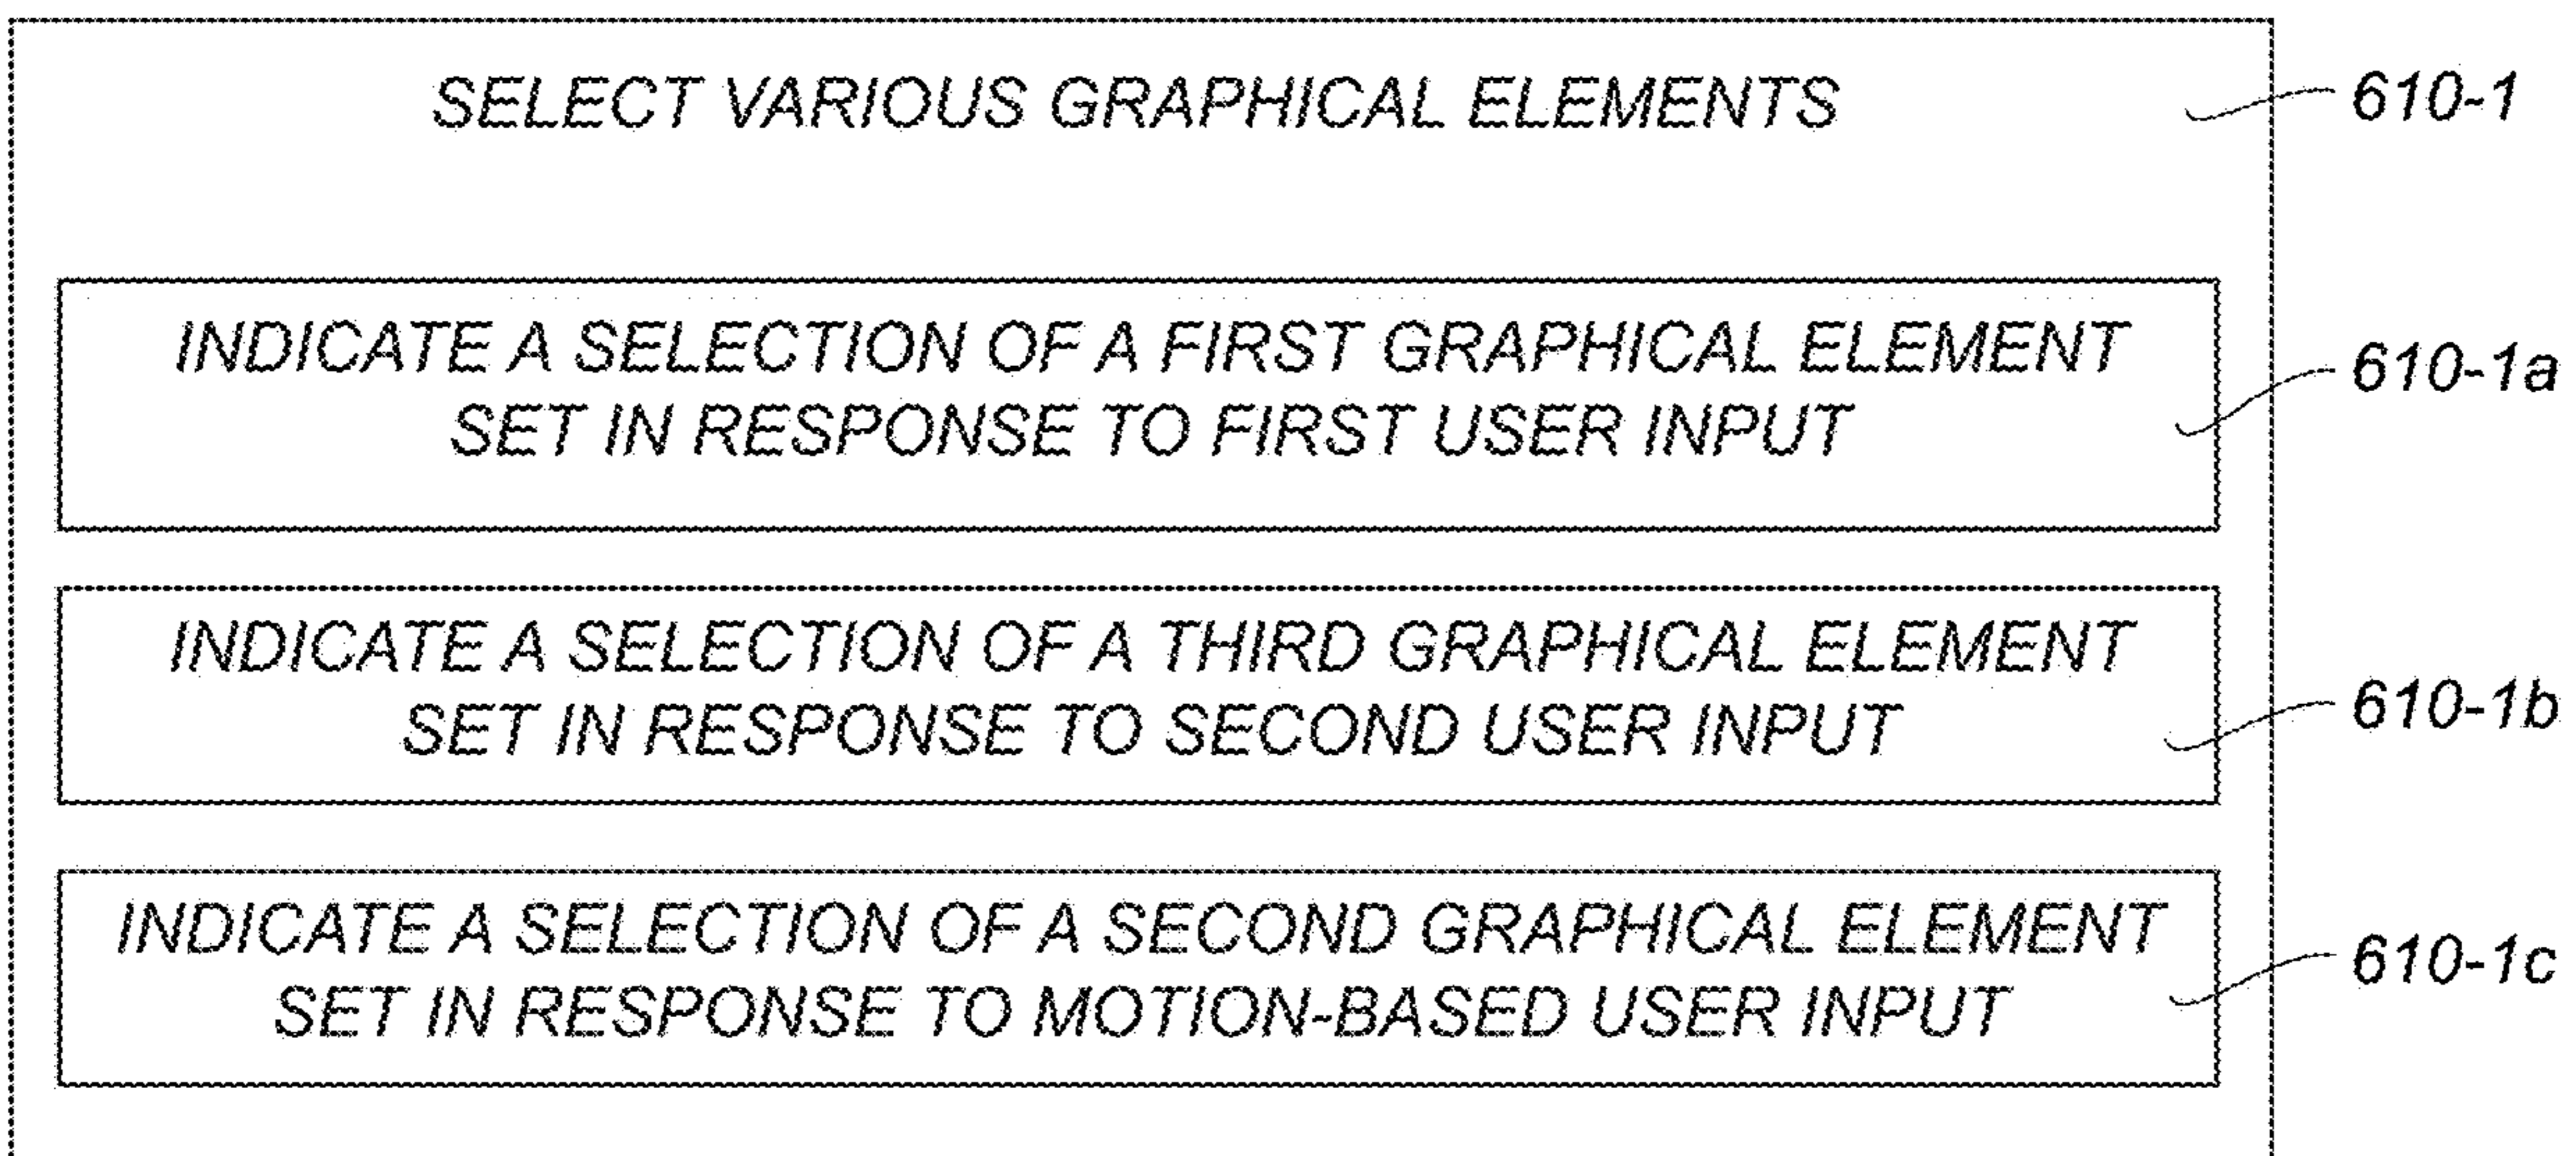 SELECT VARIOUS GRAPHICAL ELEMENTS
610-1
INDICATE A SELECTION OF A FIRST GRAPHICAL ELEMENT
SET IN RESPONSE TO FIRST USER INPUT
610-1a
INDICATE A SELECTION OF A THIRD GRAPHICAL ELEMENT
SET IN RESPONSE TO SECOND USER INPUT
610-1b
INDICATE A SELECTION OF A SECOND GRAPHICAL ELEMENT
SET IN RESPONSE TO MOTION-BASED USER INPUT
610-1c